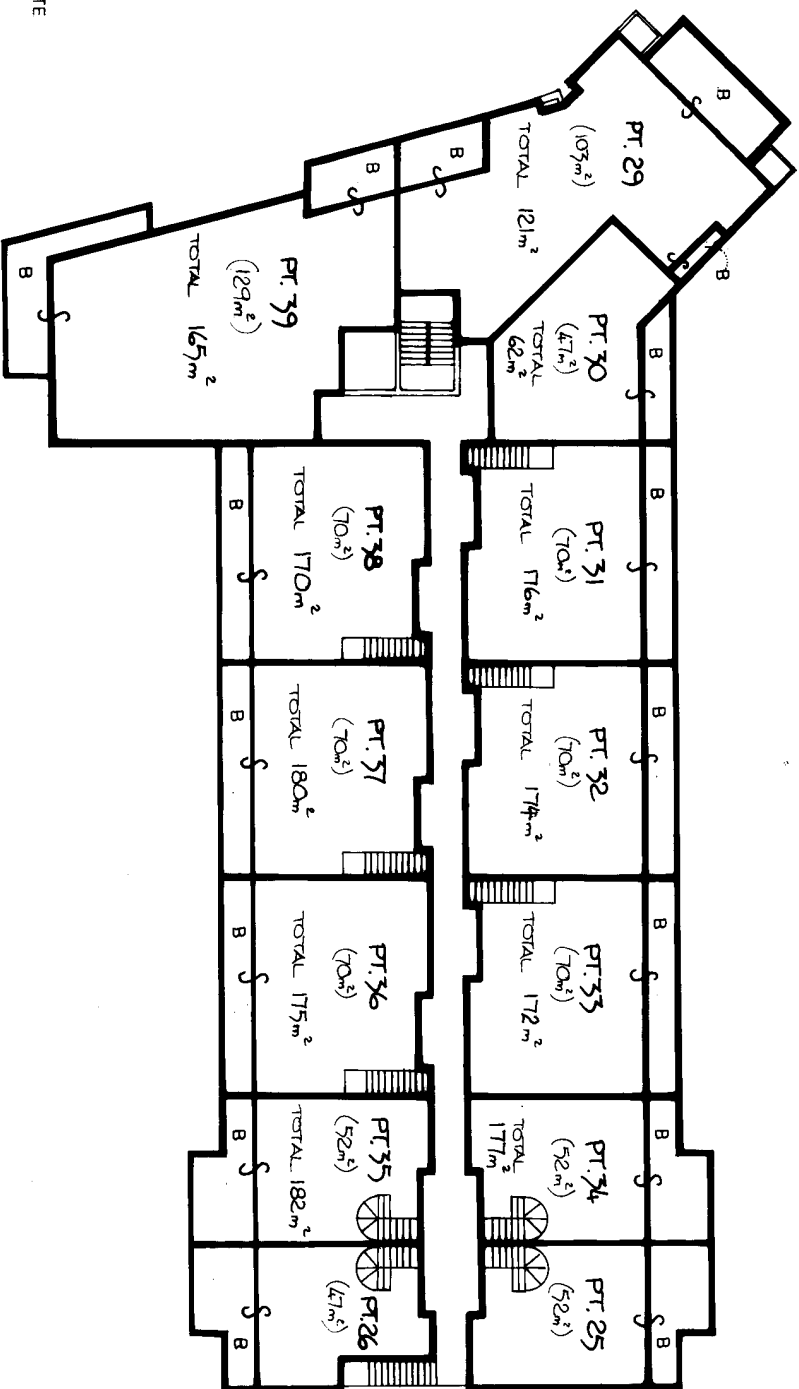 TE
B
PT. 29
(103m²)
TOTAL 121m²
B
B
B
PT. 39
(129m²)
TOTAL 165m²
B
PT. 30
(47m²)
TOTAL
62m²
B
PT. 31
(70m²)
TOTAL 176m²
B
PT. 38
(70m²)
TOTAL 170m²
B
PT. 32
(70m²)
TOTAL 174m²
B
PT. 37
(70m²)
TOTAL 180m²
B
PT. 33
(70m²)
TOTAL 172m²
B
PT. 36
(70m²)
TOTAL 175m²
B
PT. 34
(52m²)
TOTAL
177m²
B
PT. 35
(52m²)
TOTAL 182m²
B
PT. 25
(52m²)
B
PT. 26
(47m²)
B